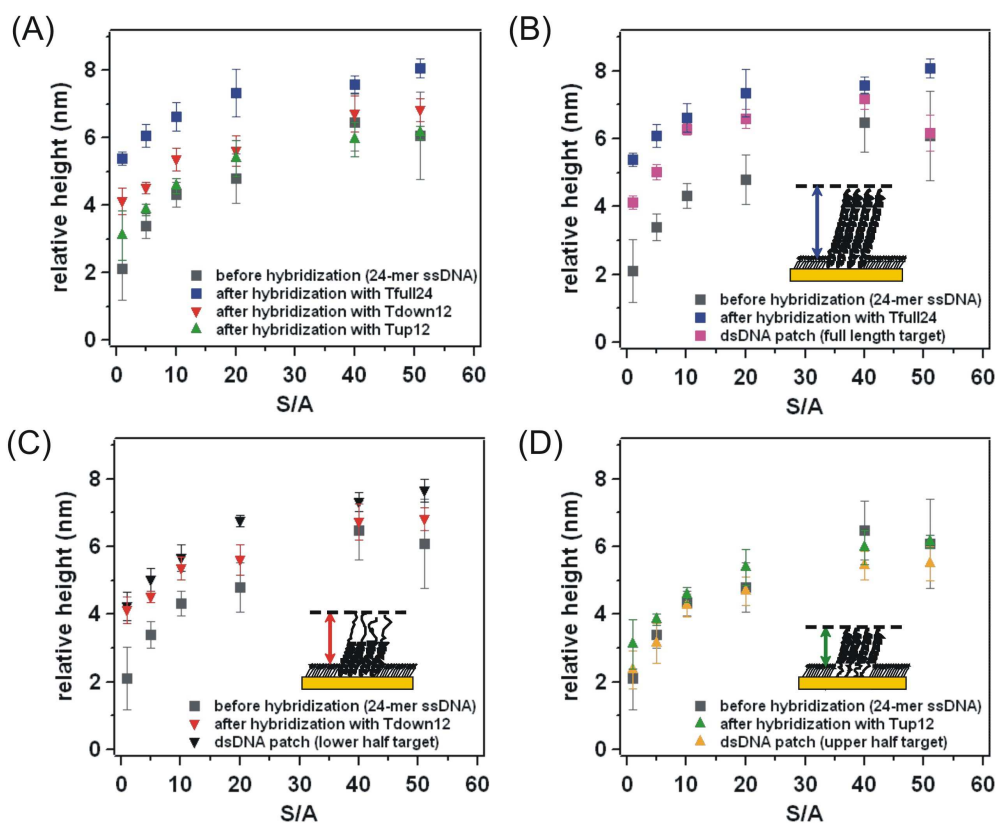 (A)
relative height (nm)
8
6
4
2
0
before hybridization (24-mer ssDNA)
after hybridization with Tfull24
after hybridization with Tdown12
after hybridization with Tup12
0 10 20 30 40 50 60
S/A
(B)
relative height (nm)
8
6
4
2
0
before hybridization (24-mer ssDNA)
after hybridization with Tfull24
dsDNA patch (full length target)
0 10 20 30 40 50 60
S/A
(C)
relative height (nm)
8
6
4
2
0
before hybridization (24-mer ssDNA)
after hybridization with Tdown12
dsDNA patch (lower half target)
0 10 20 30 40 50 60
S/A
(D)
relative height (nm)
8
6
4
2
0
before hybridization (24-mer ssDNA)
after hybridization with Tup12
dsDNA patch (upper half target)
0 10 20 30 40 50 60
S/A